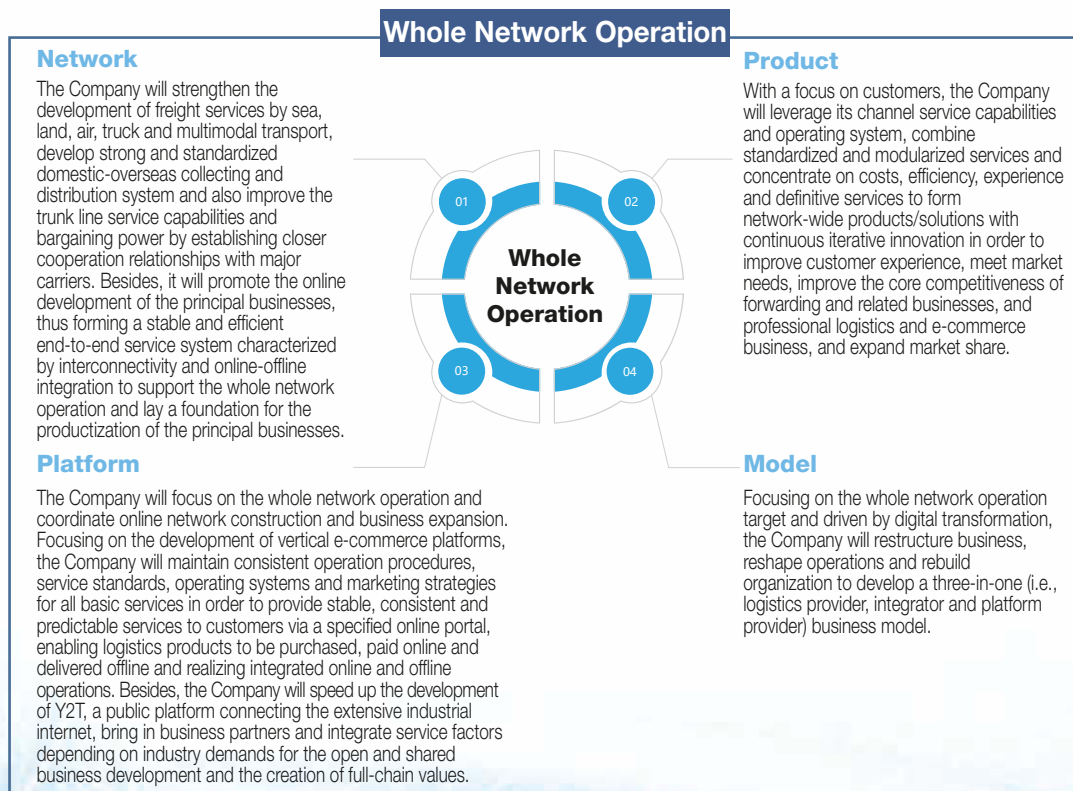 Whole Network Operation
Network
The Company will strengthen the
development of freight services by sea,
land, air, truck and multimodal transport,
develop strong and standardized
domestic-overseas collecting and
distribution system and also improve the
trunk line service capabilities and
bargaining power by establishing closer
cooperation relationships with major
carriers. Besides, it will promote the online
development of the principal businesses,
thus forming a stable and efficient
end-to-end service system characterized
by interconnectivity and online-offline
integration to support the whole network
operation and lay a foundation for the
productization of the principal businesses.
01
02
Whole
Network
Operation
03
04
Product
With a focus on customers, the Company
will leverage its channel service capabilities
and operating system, combine
standardized and modularized services and
concentrate on costs, efficiency, experience
and definitive services to form
network-wide products/solutions with
continuous iterative innovation in order to
improve customer experience, meet market
needs, improve the core competitiveness of
forwarding and related businesses, and
professional logistics and e-commerce
business, and expand market share.
Platform
The Company will focus on the whole network operation and
coordinate online network construction and business expansion.
Focusing on the development of vertical e-commerce platforms,
the Company will maintain consistent operation procedures,
service standards, operating systems and marketing strategies
for all basic services in order to provide stable, consistent and
predictable services to customers via a specified online portal,
enabling logistics products to be purchased, paid online and
delivered offline and realizing integrated online and offline
operations. Besides, the Company will speed up the development
of Y2T, a public platform connecting the extensive industrial
internet, bring in business partners and integrate service factors
depending on industry demands for the open and shared
business development and the creation of full-chain values.
Model
Focusing on the whole network operation
target and driven by digital transformation,
the Company will restructure business,
reshape operations and rebuild
organization to develop a three-in-one (i.e.,
logistics provider, integrator and platform
provider) business model.